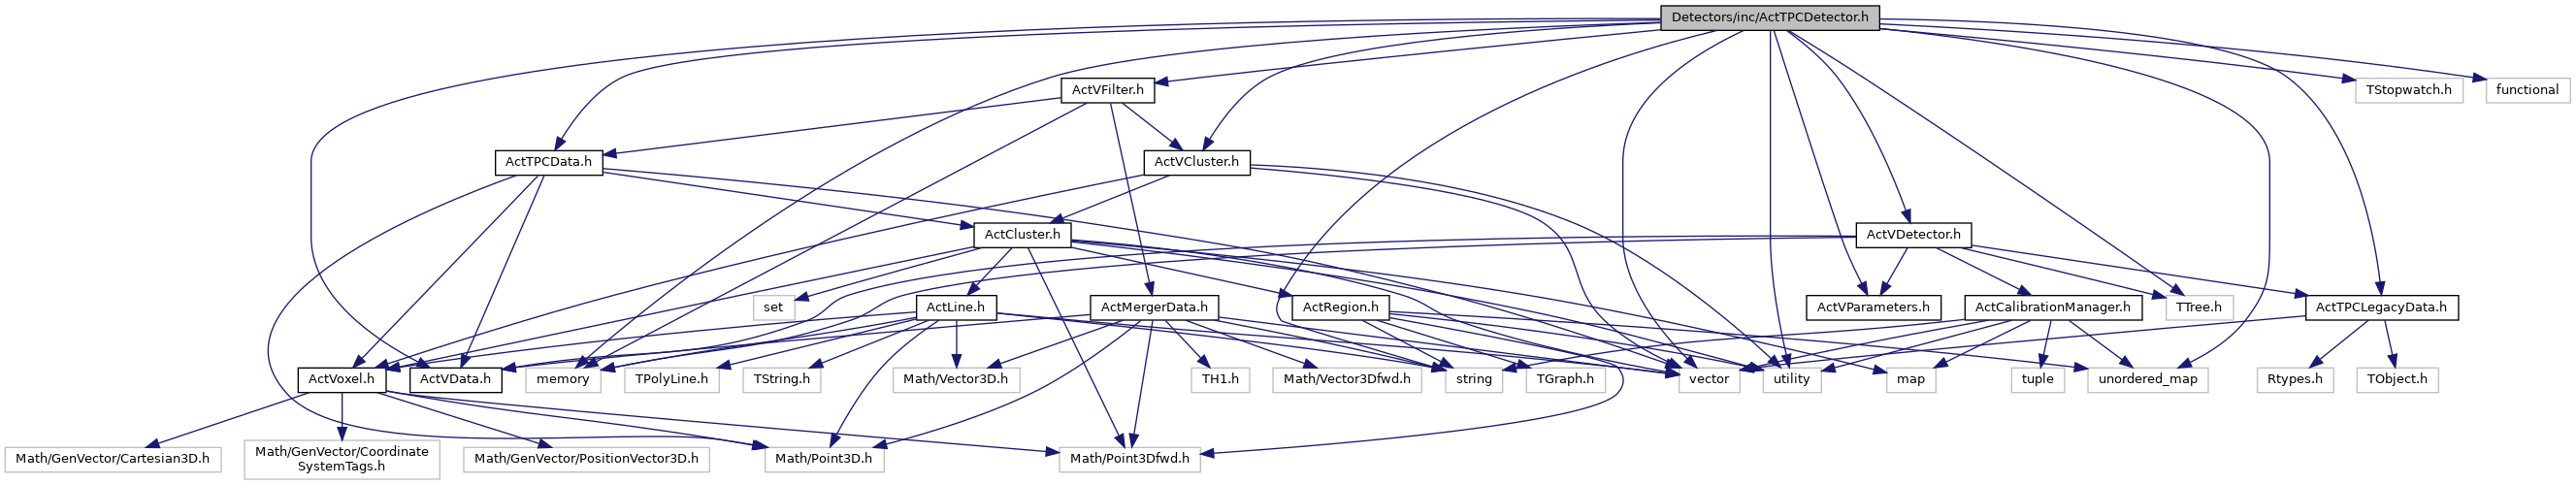 Detectors/inc/ActTPCDetector.h
ActVFilter.h
TStopwatch.h
functional
ActTPCData.h
ActVCluster.h
ActCluster.h
ActVDetector.h
set
ActLine.h
ActMergerData.h
ActRegion.h
ActVParameters.h
ActCalibrationManager.h
TTree.h
ActTPCLegacyData.h
ActVoxel.h
ActVData.h
memory
TPolyLine.h
TString.h
Math/Vector3D.h
TH1.h
Math/Vector3Dfwd.h
string
TGraph.h
vector
utility
map
tuple
unordered_map
Rtypes.h
TObject.h
Math/GenVector/Cartesian3D.h
Math/GenVector/Coordinate
SystemTags.h
Math/GenVector/PositionVector3D.h
Math/Point3D.h
Math/Point3Dfwd.h